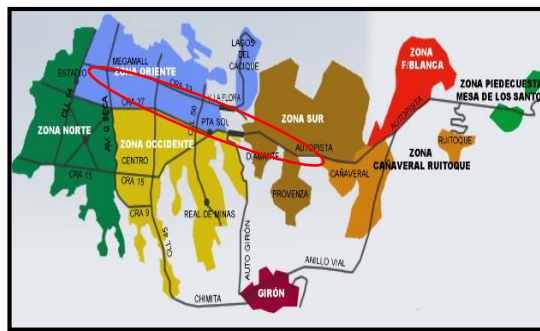 LAGOS
DEL
CACIQUE
MEGAMALL
ZONA ORIENTE
ESTADIO
CLL 54
CRA 33
CRA 27
V LA FLORA
CLL 56
PTA SOL
AV. Q SECA
ZONA NORTE
ZONA OCCIDENTE
CENTRO
CRA 15
CRA 15
CRA 9
CLL 45
REAL DE MINAS
ZONA SUR
DIAMANTE
AUTOPISTA
PROVENZA
CAÑAVERAL
ZONA
F/BLANCA
AUTOPISTA
ZONA PIEDECUESTA
MESA DE LOS SANTOS
RUITOQUE
ZONA
CAÑAVERAL RUITOQUE
AUTO GIRÓN
ANILLO VIAL
GIRÓN
CHIMITA